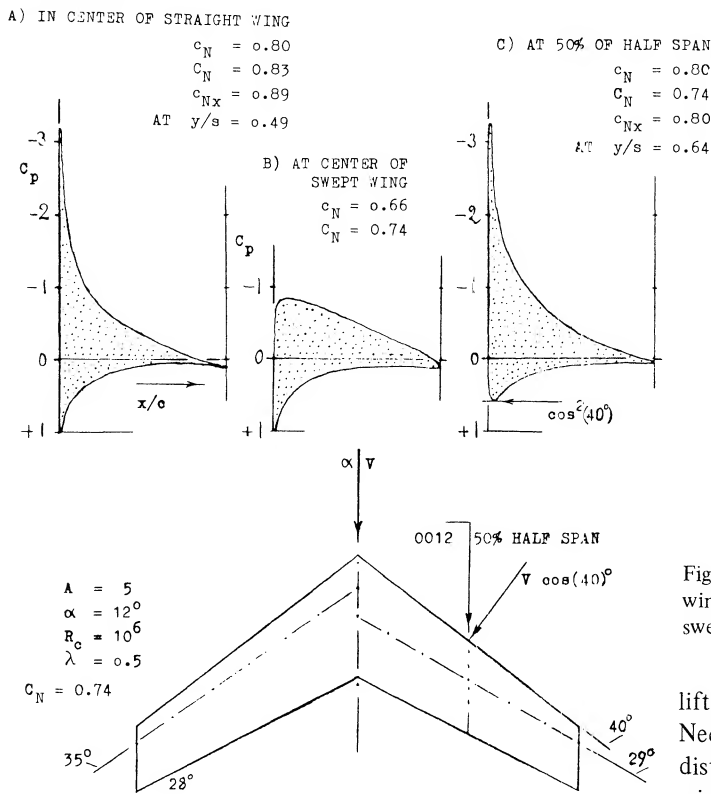 A) IN CENTER OF STRAIGHT WING
c_N = 0.80
C_N = 0.83
c_Nx = 0.89
AT y/s = 0.49
C_p
-3
-2
-1
0
+1
x/c
B) AT CENTER OF
SWEPT WING
c_N = 0.66
C_N = 0.74
C_p
-1
0
+1
C) AT 50% OF HALF SPAN
c_N = 0.80
C_N = 0.74
c_Nx = 0.80
AT y/s = 0.64
-3
-2
-1
0
+1
cos²(40°)
α V
0012 50% HALF SPAN
V cos(40)°
A = 5
α = 12°
R_c = 10⁶
λ = 0.5
C_N = 0.74
35°
28°
40°
29°
Fig
win
swe
lift
Nee
dist